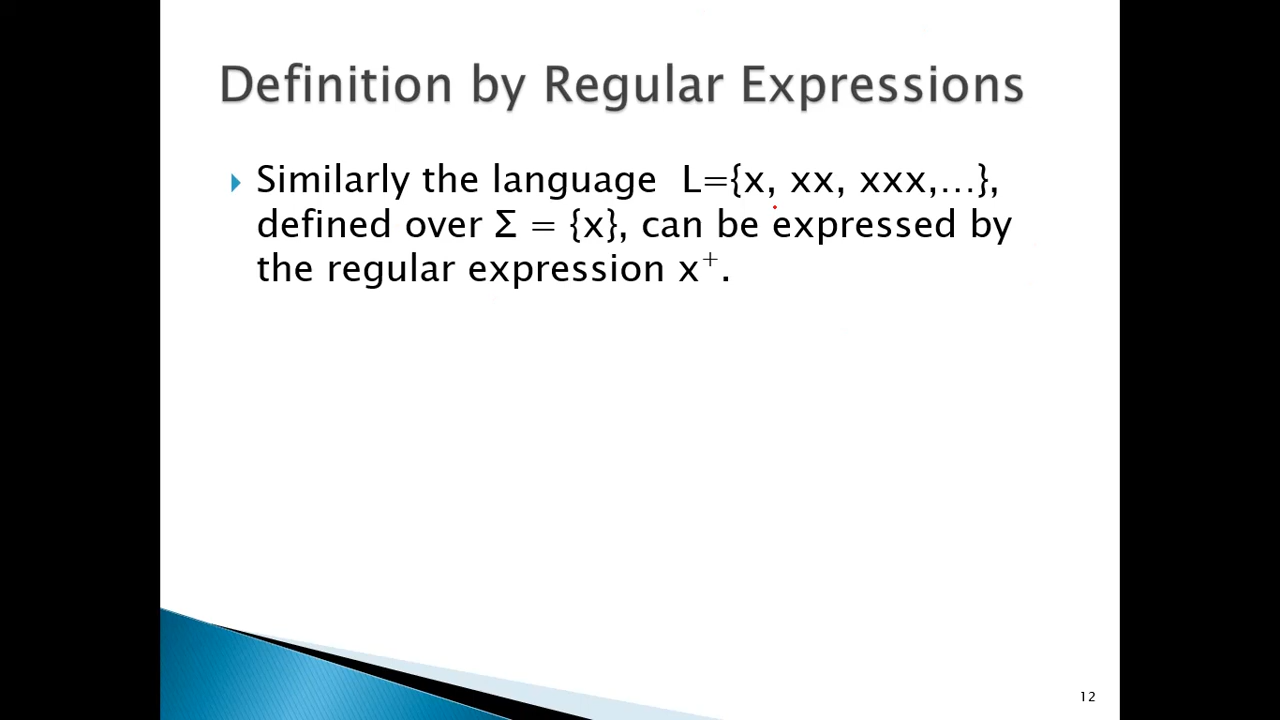 Definition by Regular Expressions
Similarly the language L={x, xx, xxx,…},
defined over Σ = {x}, can be expressed by
the regular expression x⁺.
12